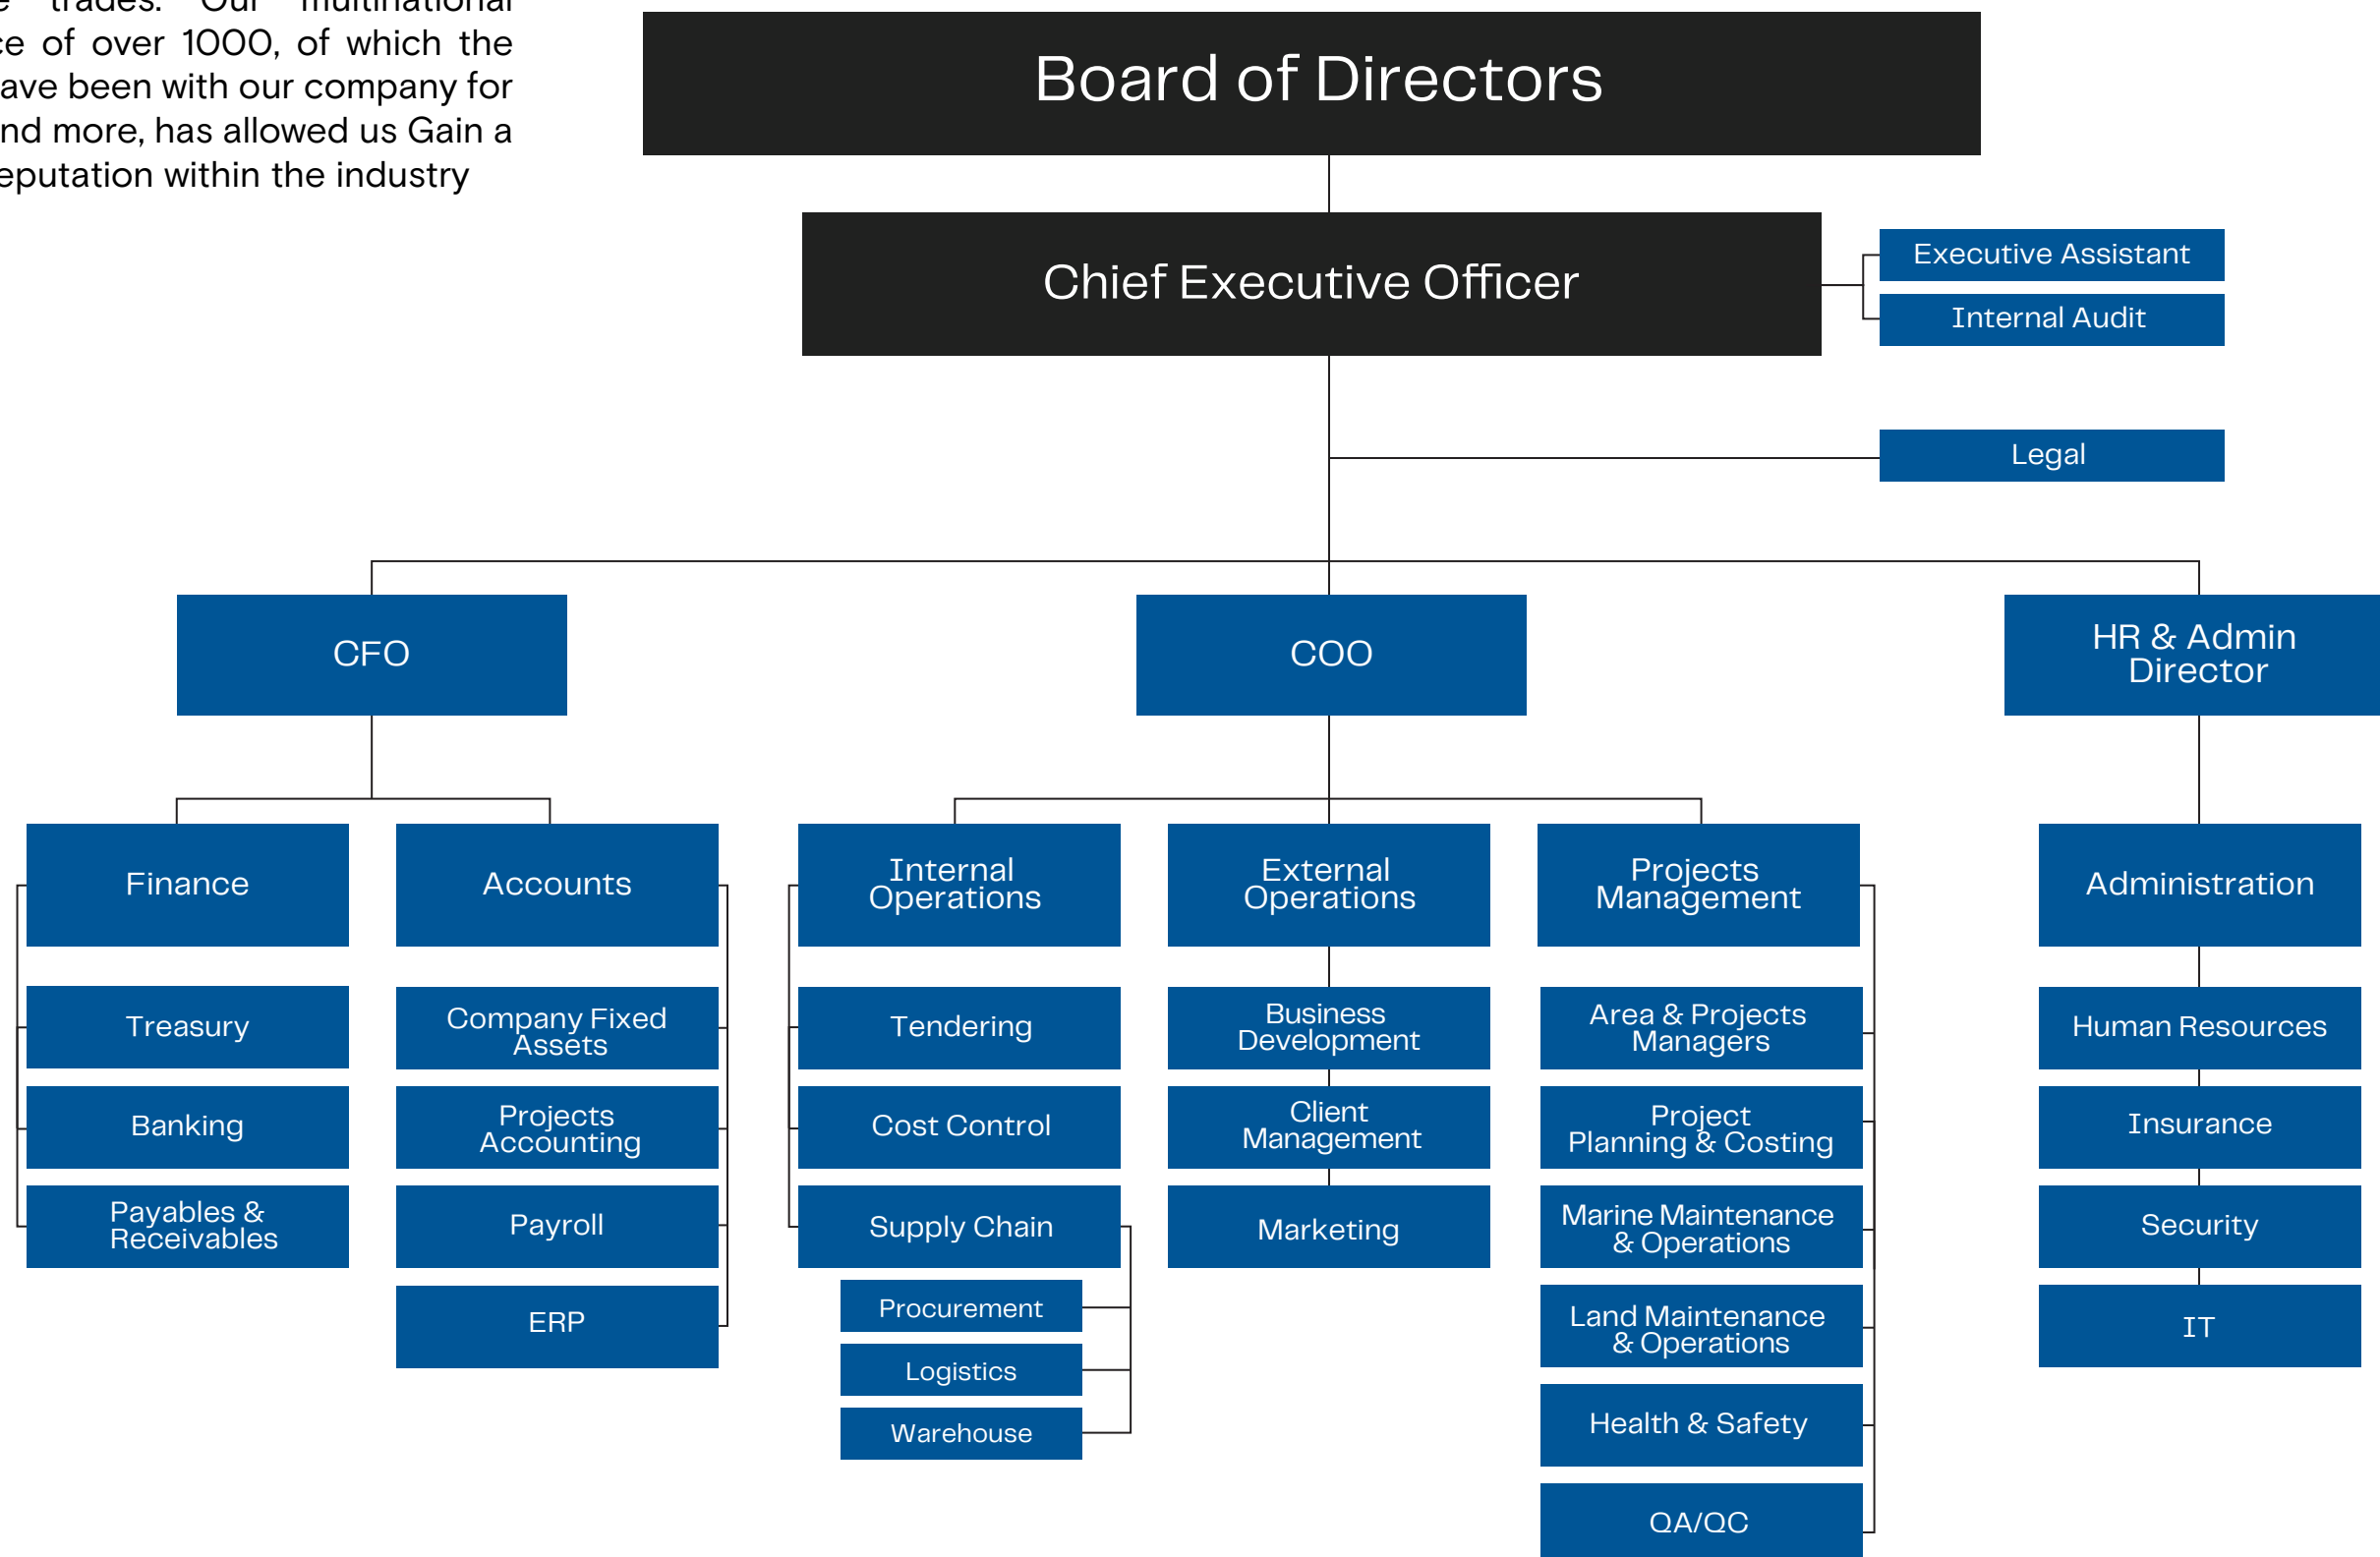 trades. Our multinational
of over 1000, of which the
have been with our company for
and more, has allowed us Gain a
reputation within the industry
Board of Directors
Chief Executive Officer
Executive Assistant
Internal Audit
Legal
CFO
COO
HR & Admin
Director
Finance
Accounts
Internal
Operations
External
Operations
Projects
Management
Administration
Treasury
Banking
Payables &
Receivables
Company Fixed
Assets
Projects
Accounting
Payroll
ERP
Tendering
Cost Control
Supply Chain
Procurement
Logistics
Warehouse
Business
Development
Client
Management
Marketing
Area & Projects
Managers
Project
Planning & Costing
Marine Maintenance
& Operations
Land Maintenance
& Operations
Health & Safety
QA/QC
Human Resources
Insurance
Security
IT